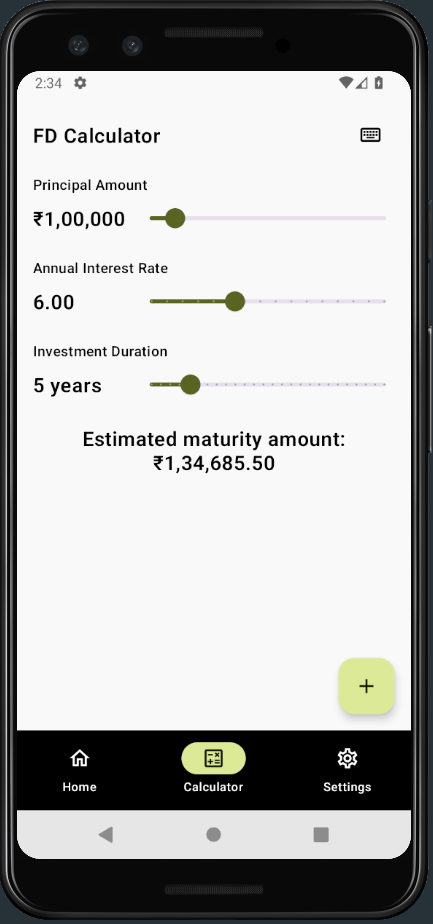 2:34
FD Calculator
Principal Amount
₹1,00,000
Annual Interest Rate
6.00
Investment Duration
5 years
Estimated maturity amount:
₹1,34,685.50
Home Calculator Settings